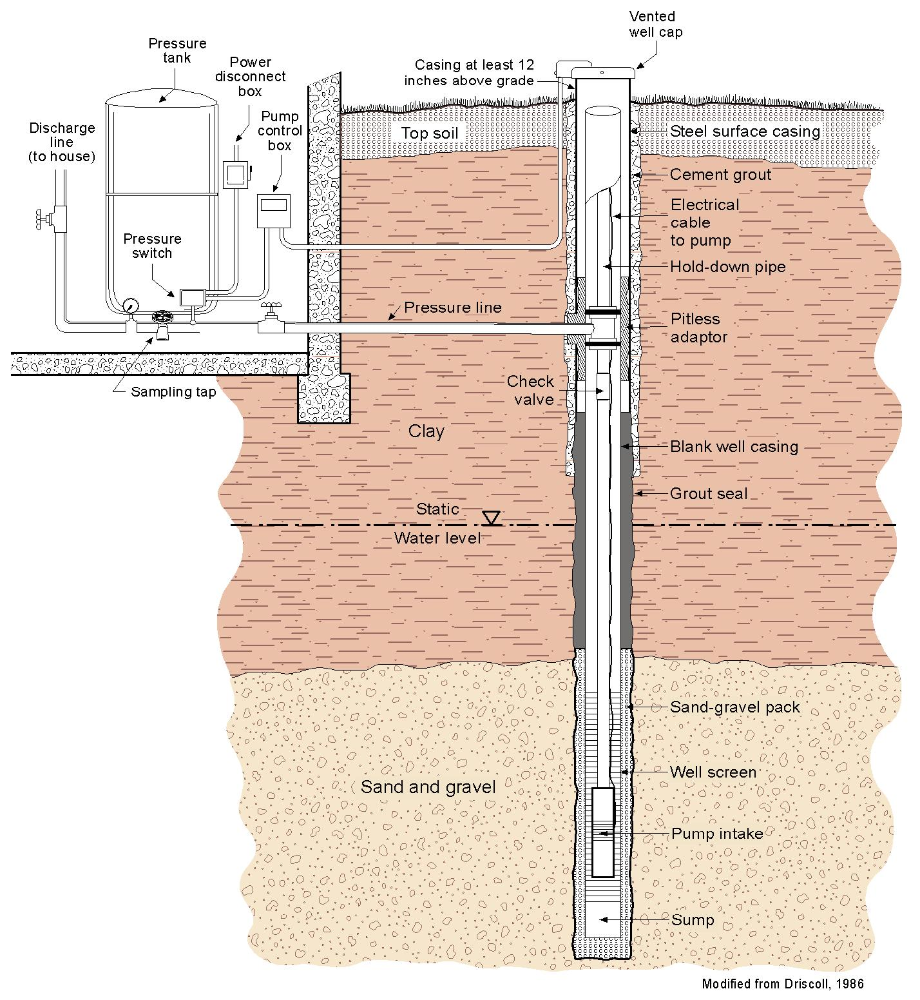 Vented
well cap
Pressure
tank
Power
disconnect
box
Casing at least 12
inches above grade
Pump
control
box
Discharge
line
(to house)
Top soil
Steel surface casing
Cement grout
Electrical
cable
to pump
Pressure
switch
Hold-down pipe
Pressure line
Pitless
adaptor
Sampling tap
Check
valve
Clay
Blank well casing
Grout seal
Static
Water level
Sand-gravel pack
Well screen
Sand and gravel
Pump intake
Sump
Modified from Driscoll, 1986